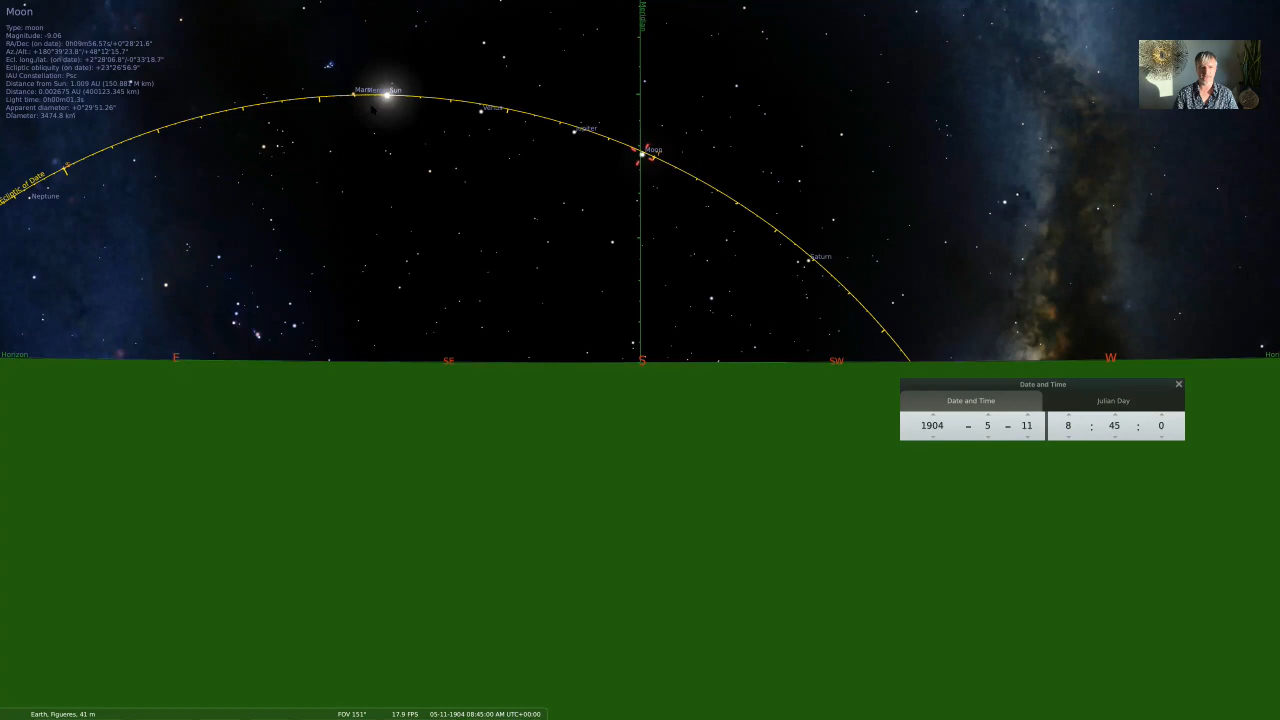 Moon
Type: moon
Magnitude: -9.06
RA/Dec (on date): 0h09m56.57s/+0°28'21.6"
Az./Alt.: +180°39'23.8"/+48°12'15.7"
Ecl. long./lat. (on date): +2°28'06.8"/-0°33'18.7"
Ecliptic obliquity (on date): +23°26'56.9"
IAU Constellation: Psc
Distance from Sun: 1.009 AU (150.881 M km)
Distance: 0.002675 AU (400123.345 km)
Light time: 0h00m01.3s
Apparent diameter: +0°29'51.26"
Diameter: 3474.8 km
Meridian
Mars Sun
Venus
Jupiter
Moon
Ecliptic of Date
Neptune
Saturn
Horizon E SE S SW W Hori
Date and Time
Date and Time Julian Day
1904 - 5 - 11 8 : 45 : 0
Earth, Figueres, 41 m FOV 151° 17.9 FPS 05-11-1904 08:45:00 AM UTC+00:00